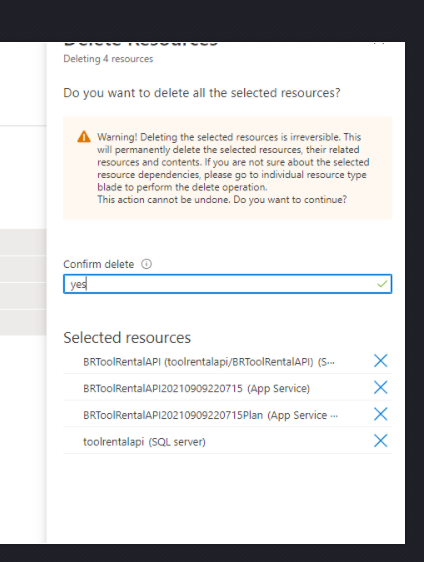 Delete Resources
Deleting 4 resources
Do you want to delete all the selected resources?
Warning! Deleting the selected resources is irreversible. This
will permanently delete the selected resources, their related
resources and contents. If you are not sure about the selected
resource dependencies, please go to individual resource type
blade to perform the delete operation.
This action cannot be undone. Do you want to continue?
Confirm delete
yes
Selected resources
BRToolRentalAPI (toolrentalapi/BRToolRentalAPI) (S···
BRToolRentalAPI20210909220715 (App Service)
BRToolRentalAPI20210909220715Plan (App Service ···
toolrentalapi (SQL server)